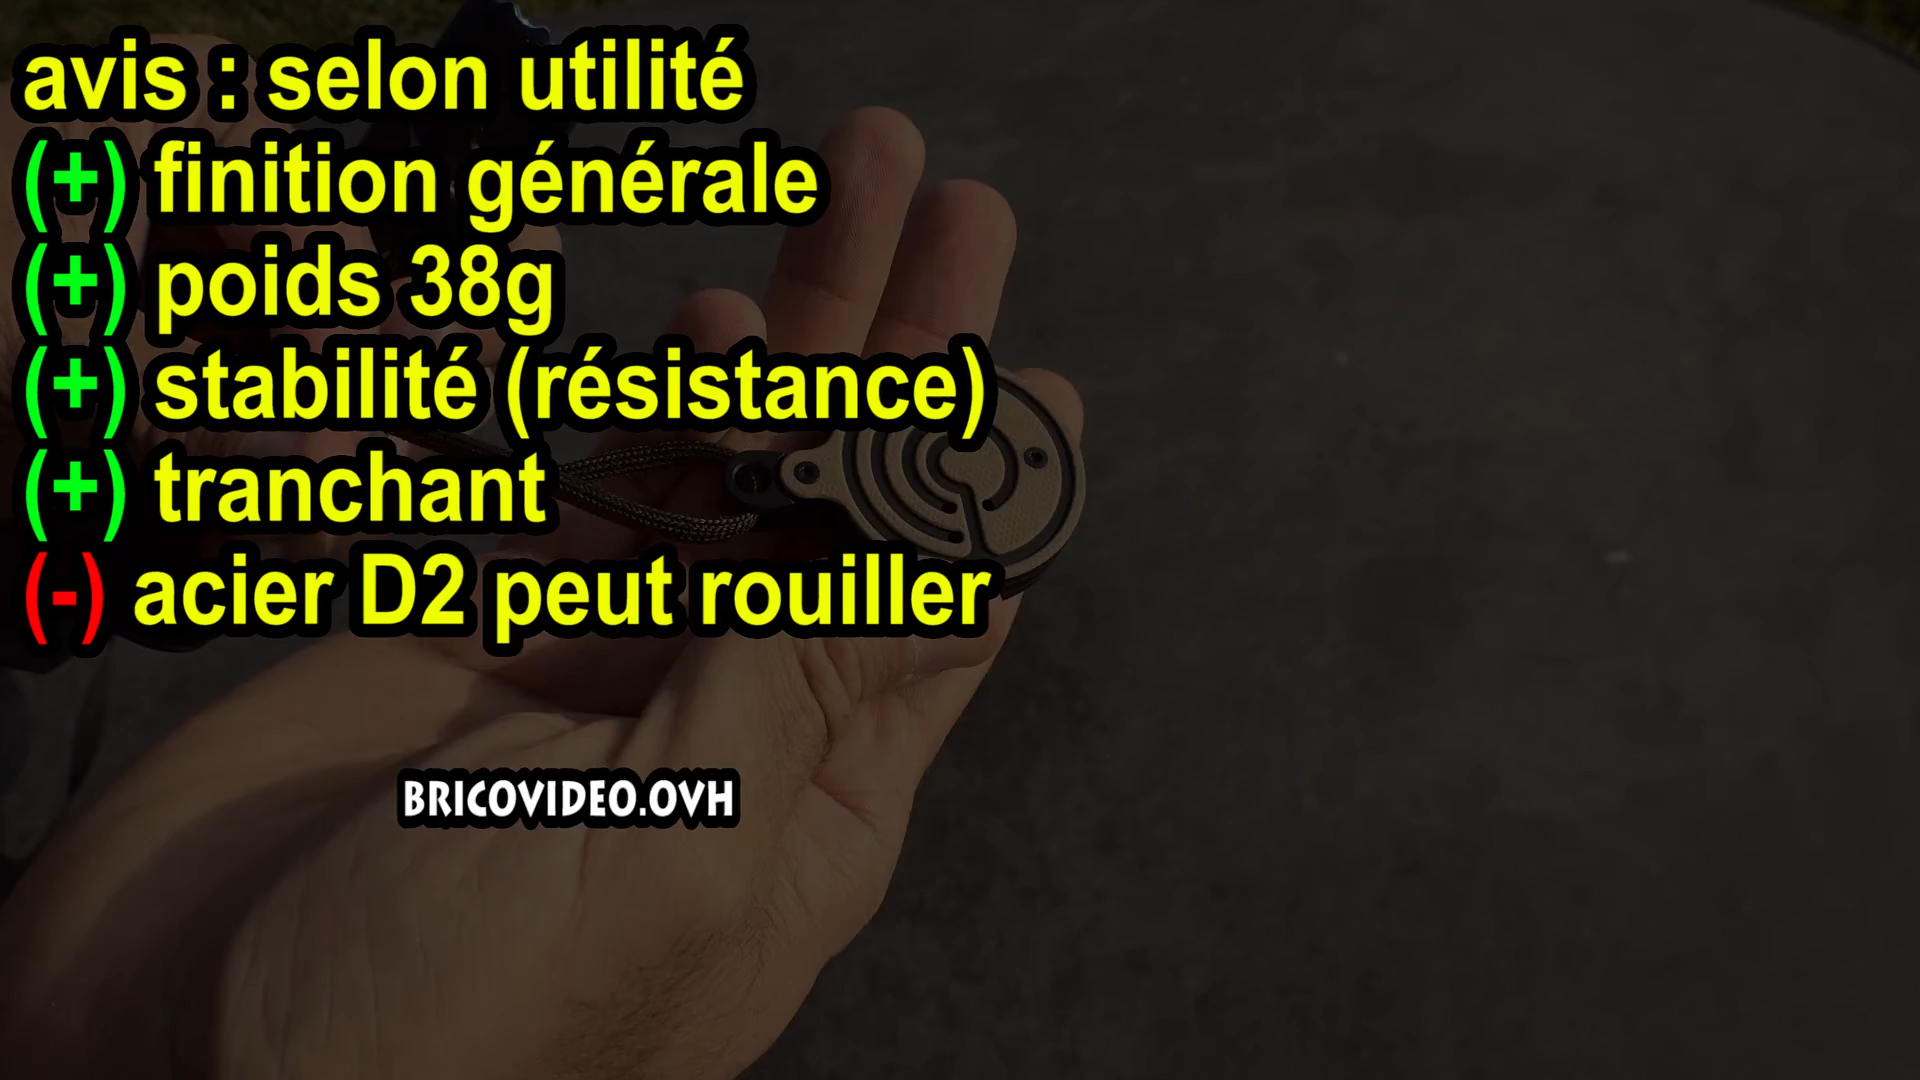 avis : selon utilité
(+) finition générale
(+) poids 38g
(+) stabilité (résistance)
(+) tranchant
(-) acier D2 peut rouiller
BRICOVIDEO.OVH